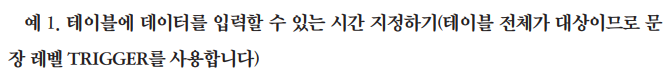 예 1. 테이블에 데이터를 입력할 수 있는 시간 지정하기(테이블 전체가 대상이므로 문
장 레벨 TRIGGER를 사용합니다)